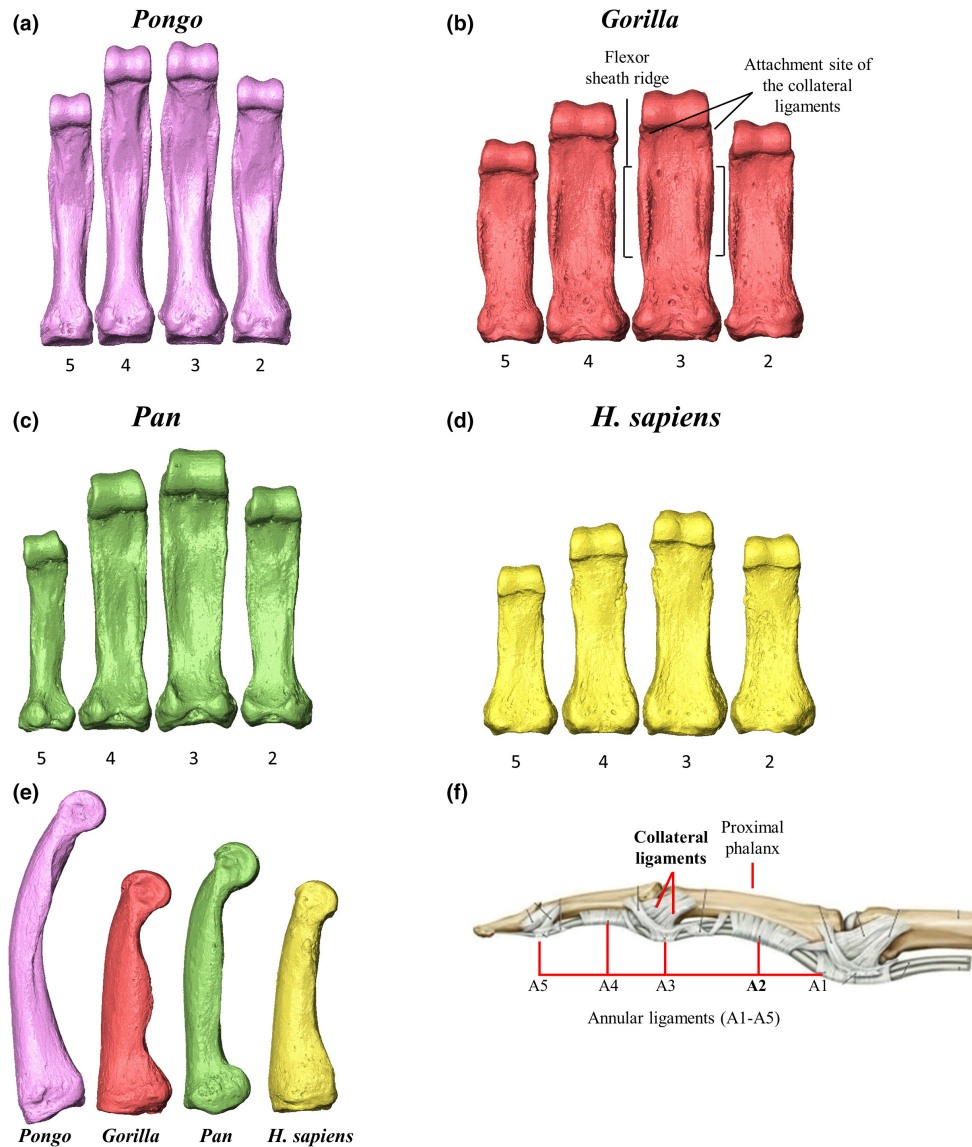 (a)
Pongo
5 4 3 2
(b)
Gorilla
Flexor
sheath ridge
Attachment site of
the collateral
ligaments
5 4 3 2
(c)
Pan
5 4 3 2
(d)
H. sapiens
5 4 3 2
(e)
Pongo Gorilla Pan H. sapiens
(f)
Collateral
ligaments
Proximal
phalanx
A5 A4 A3 A2 A1
Annular ligaments (A1-A5)